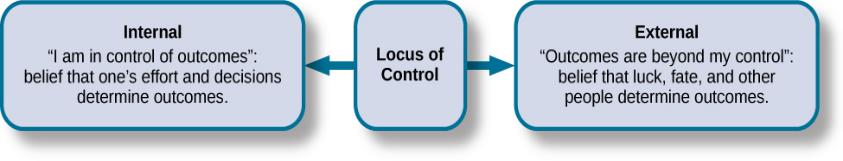 Internal
“I am in control of outcomes”:
belief that one’s effort and decisions
determine outcomes.
Locus of
Control
External
“Outcomes are beyond my control”:
belief that luck, fate, and other
people determine outcomes.